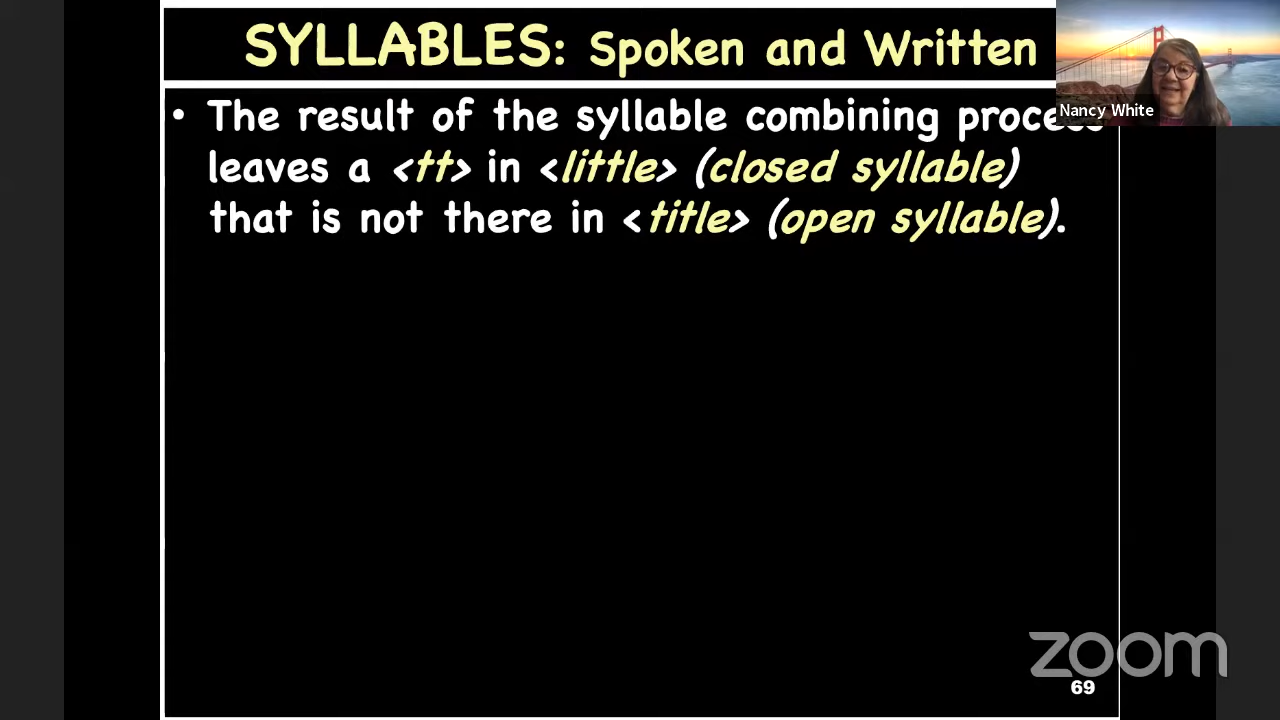 SYLLABLES: Spoken and Written
• The result of the syllable combining process
leaves a <tt> in <little> (closed syllable)
that is not there in <title> (open syllable).
Nancy White
zoom
69